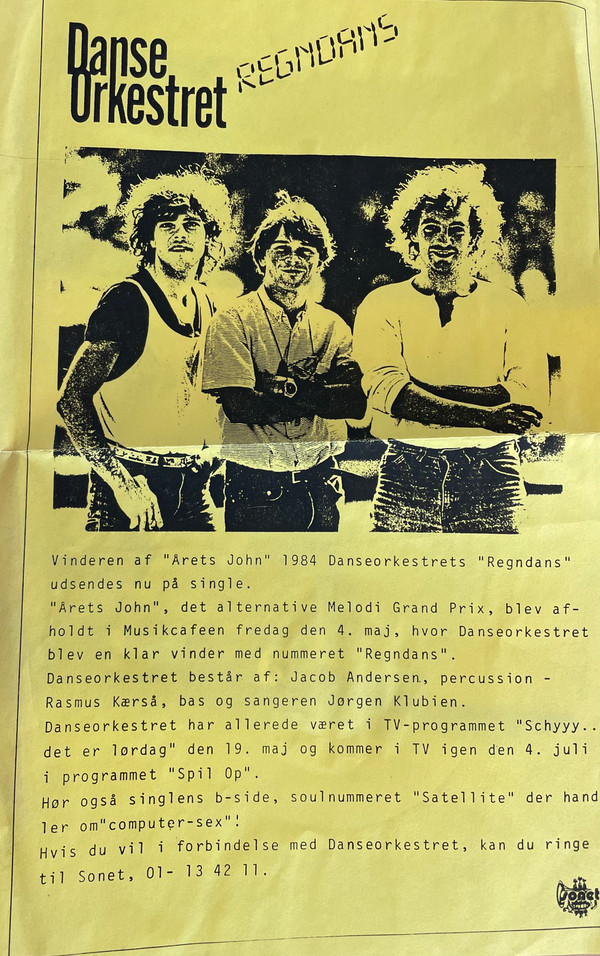 Danse
Orkestret
REGNDANS
Vinderen af "Årets John" 1984 Danseorkestrets "Regndans"
udsendes nu på single.
"Årets John", det alternative Melodi Grand Prix, blev af-
holdt i Musikcafeen fredag den 4. maj, hvor Danseorkestret
blev en klar vinder med nummeret "Regndans".
Danseorkestret består af: Jacob Andersen, percussion -
Rasmus Kærså, bas og sangeren Jørgen Klubien.
Danseorkestret har allerede været i TV-programmet "Schyyy..
det er lørdag" den 19. maj og kommer i TV igen den 4. juli
i programmet "Spil Op".
Hør også singlens b-side, soulnummeret "Satellite" der hand
ler om"computer-sex"!
Hvis du vil i forbindelse med Danseorkestret, kan du ringe
til Sonet, 01- 13 42 11.
Sonet